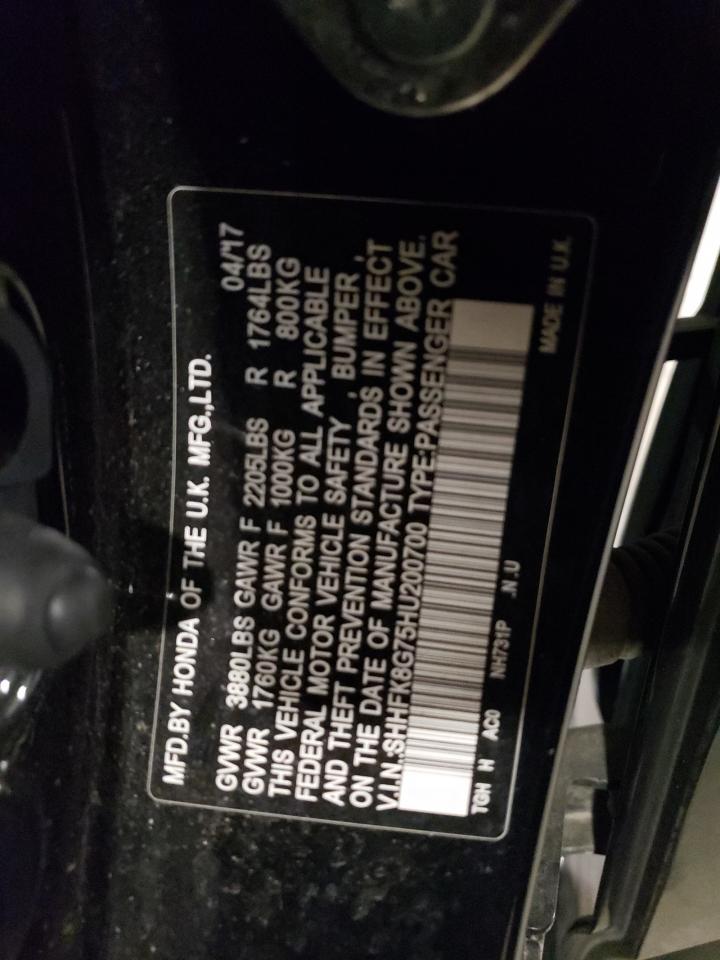 MFD.BY HONDA OF THE U.K. MFG.,LTD. 04/'17
GVWR 3880LBS GAWR F 2205LBS R 1764LBS
GVWR 1760KG GAWR F 1000KG R 800KG
THIS VEHICLE CONFORMS TO ALL APPLICABLE
FEDERAL MOTOR VEHICLE SAFETY , BUMPER ,
AND THEFT PREVENTION STANDARDS IN EFFECT
ON THE DATE OF MANUFACTURE SHOWN ABOVE.
V.I.N.SHHFK8G75HU200700 TYPE:PASSENGER CAR
TGH H AC0 NH731P .N.U MADE IN U.K.